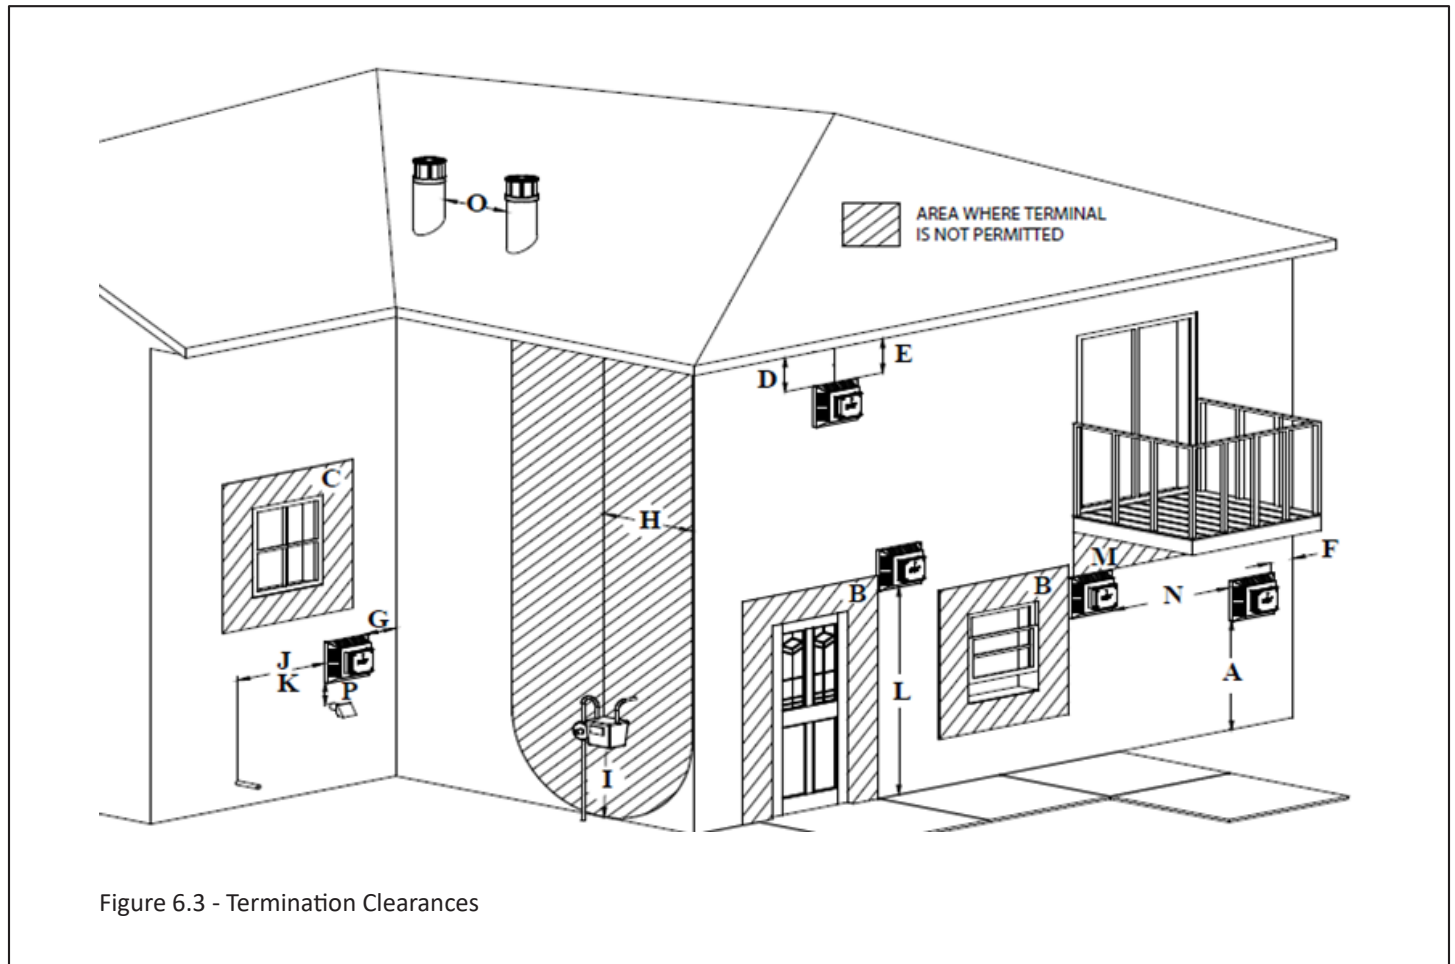 O
AREA WHERE TERMINAL
IS NOT PERMITTED
E
D
C
H
F
M
B
B
N
G
J
K
P
L
A
I
Figure 6.3 - Termination Clearances